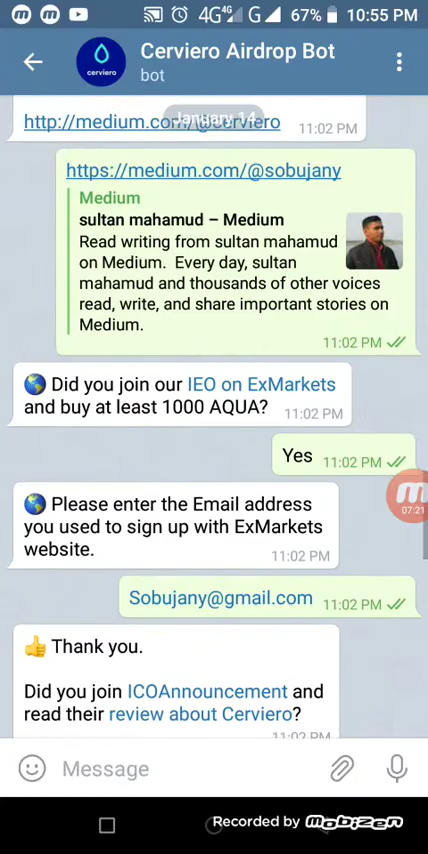 4G 4G G 67% 10:55 PM
Cerviero Airdrop Bot
bot
cerviero
January 14
http://medium.com/@cerviero 11:02 PM
https://medium.com/@sobujany
Medium
sultan mahamud – Medium
Read writing from sultan mahamud
on Medium. Every day, sultan
mahamud and thousands of other voices
read, write, and share important stories on
Medium.
11:02 PM
Did you join our IEO on ExMarkets
and buy at least 1000 AQUA? 11:02 PM
Yes 11:02 PM
Please enter the Email address
you used to sign up with ExMarkets
website.
11:02 PM
07:21
Sobujany@gmail.com 11:02 PM
Thank you.
Did you join ICOAnnouncement and
read their review about Cerviero?
11:02 PM
Message
Recorded by mobizen